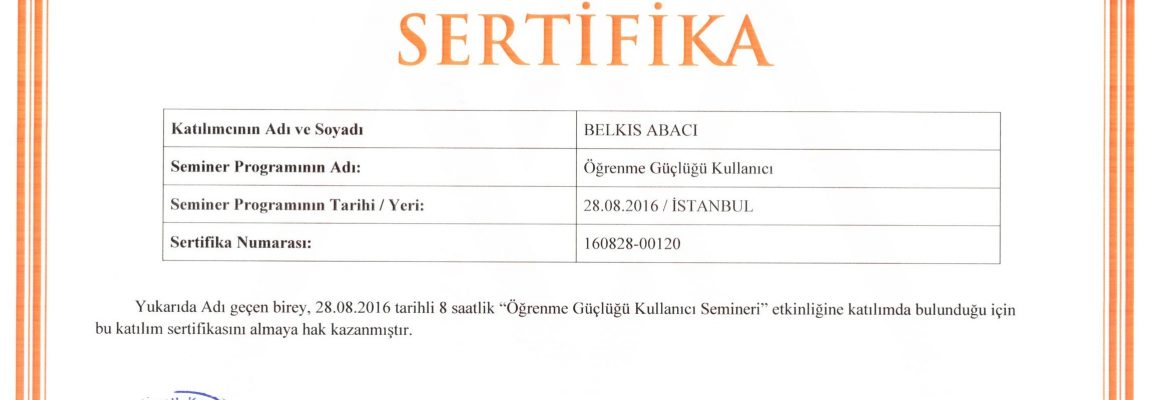 SERTİFİKA
Katılımcının Adı ve Soyadı BELKIS ABACI
Seminer Programının Adı: Öğrenme Güçlüğü Kullanıcı
Seminer Programının Tarihi / Yeri: 28.08.2016 / İSTANBUL
Sertifika Numarası: 160828-00120
Yukarıda Adı geçen birey, 28.08.2016 tarihli 8 saatlik “Öğrenme Güçlüğü Kullanıcı Semineri” etkinliğine katılımda bulunduğu için
bu katılım sertifikasını almaya hak kazanmıştır.